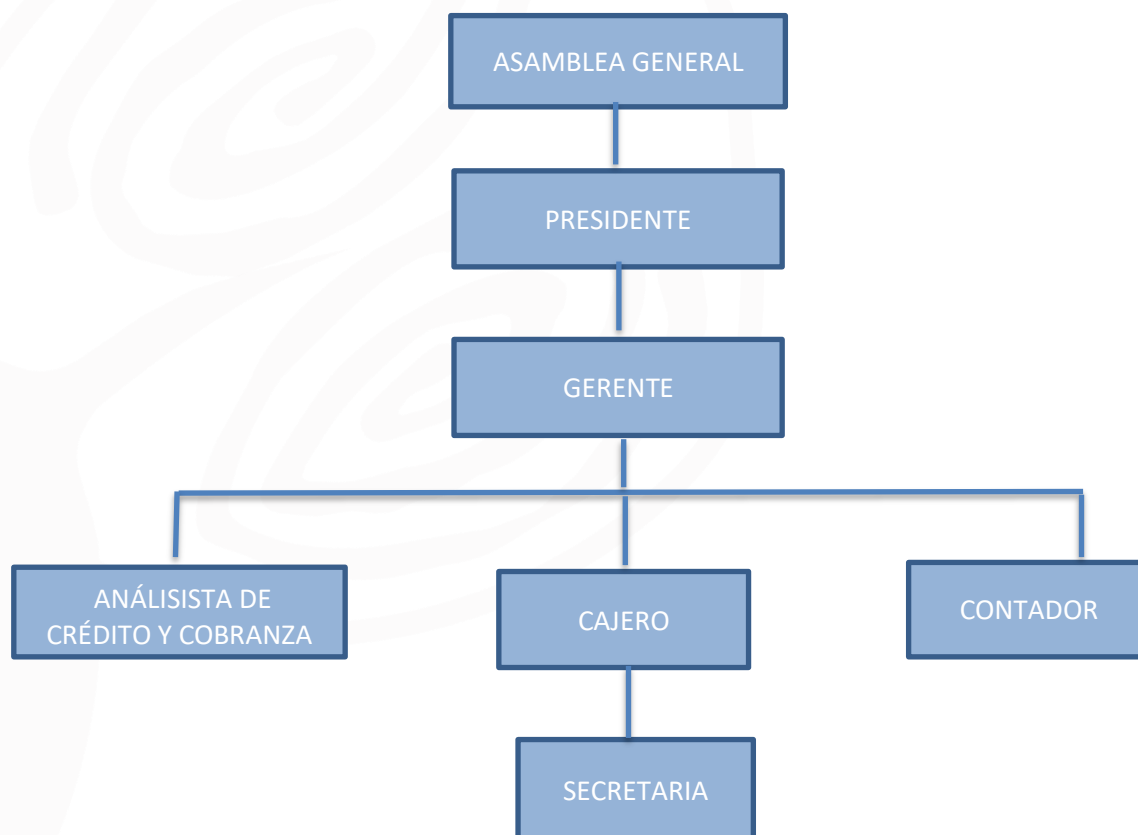 ASAMBLEA GENERAL
PRESIDENTE
GERENTE
ANÁLISISTA DE
CRÉDITO Y COBRANZA
CAJERO
CONTADOR
SECRETARIA